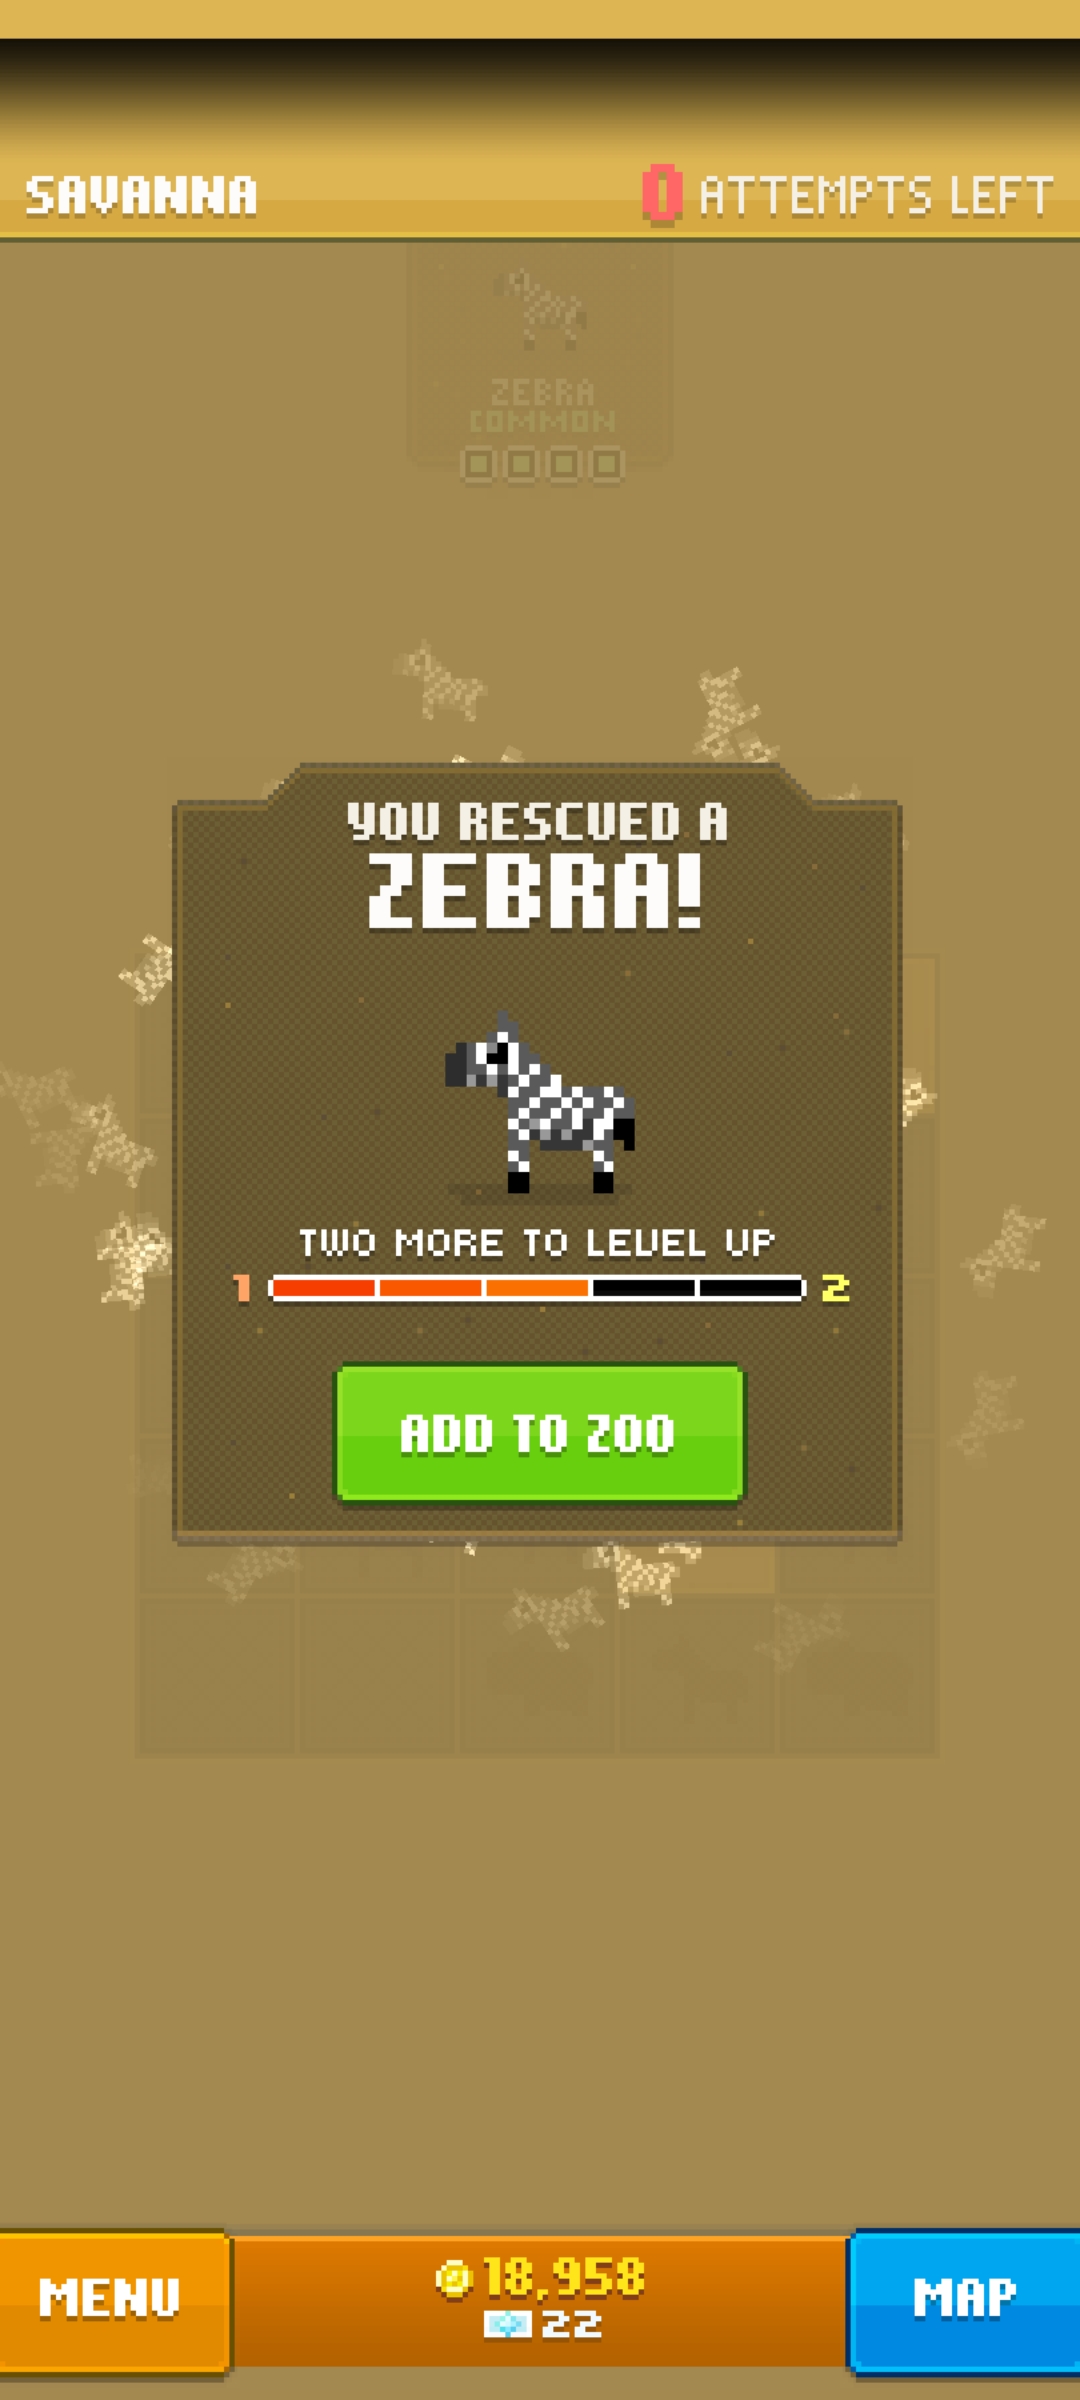 SAVANNA
0 ATTEMPTS LEFT
ZEBRA
COMMON
YOU RESCUED A
ZEBRA!
TWO MORE TO LEVEL UP
1 2
ADD TO ZOO
MENU
18,958
22
MAP